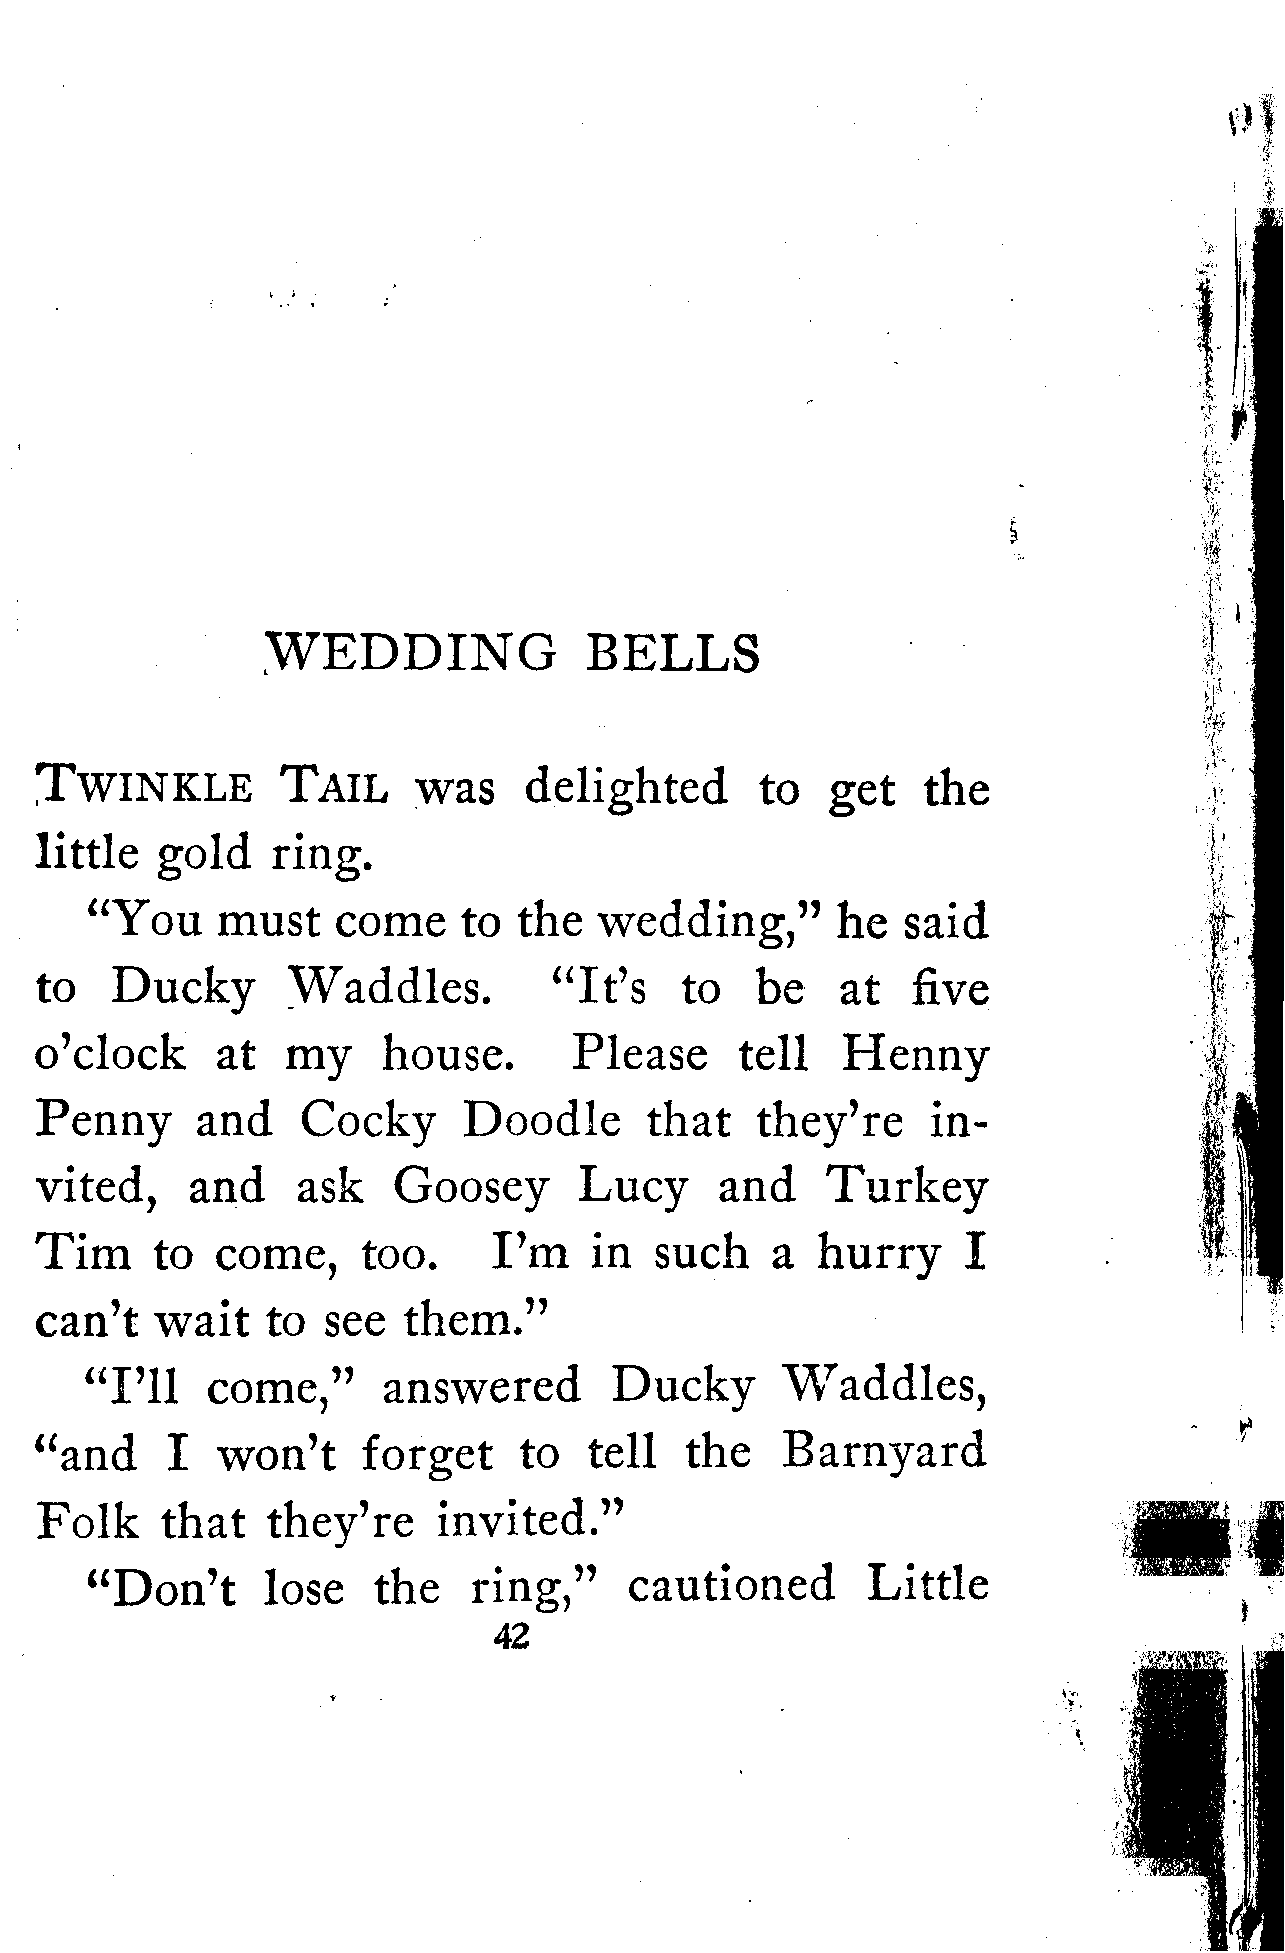 WEDDING BELLS
TWINKLE TAIL was delighted to get the
little gold ring.
“You must come to the wedding,” he said
to Ducky Waddles. “It’s to be at five
o’clock at my house. Please tell Henny
Penny and Cocky Doodle that they’re in-
vited, and ask Goosey Lucy and Turkey
Tim to come, too. I’m in such a hurry I
can’t wait to see them.”
“I’ll come,” answered Ducky Waddles,
“and I won’t forget to tell the Barnyard
Folk that they’re invited.”
“Don’t lose the ring,” cautioned Little
42